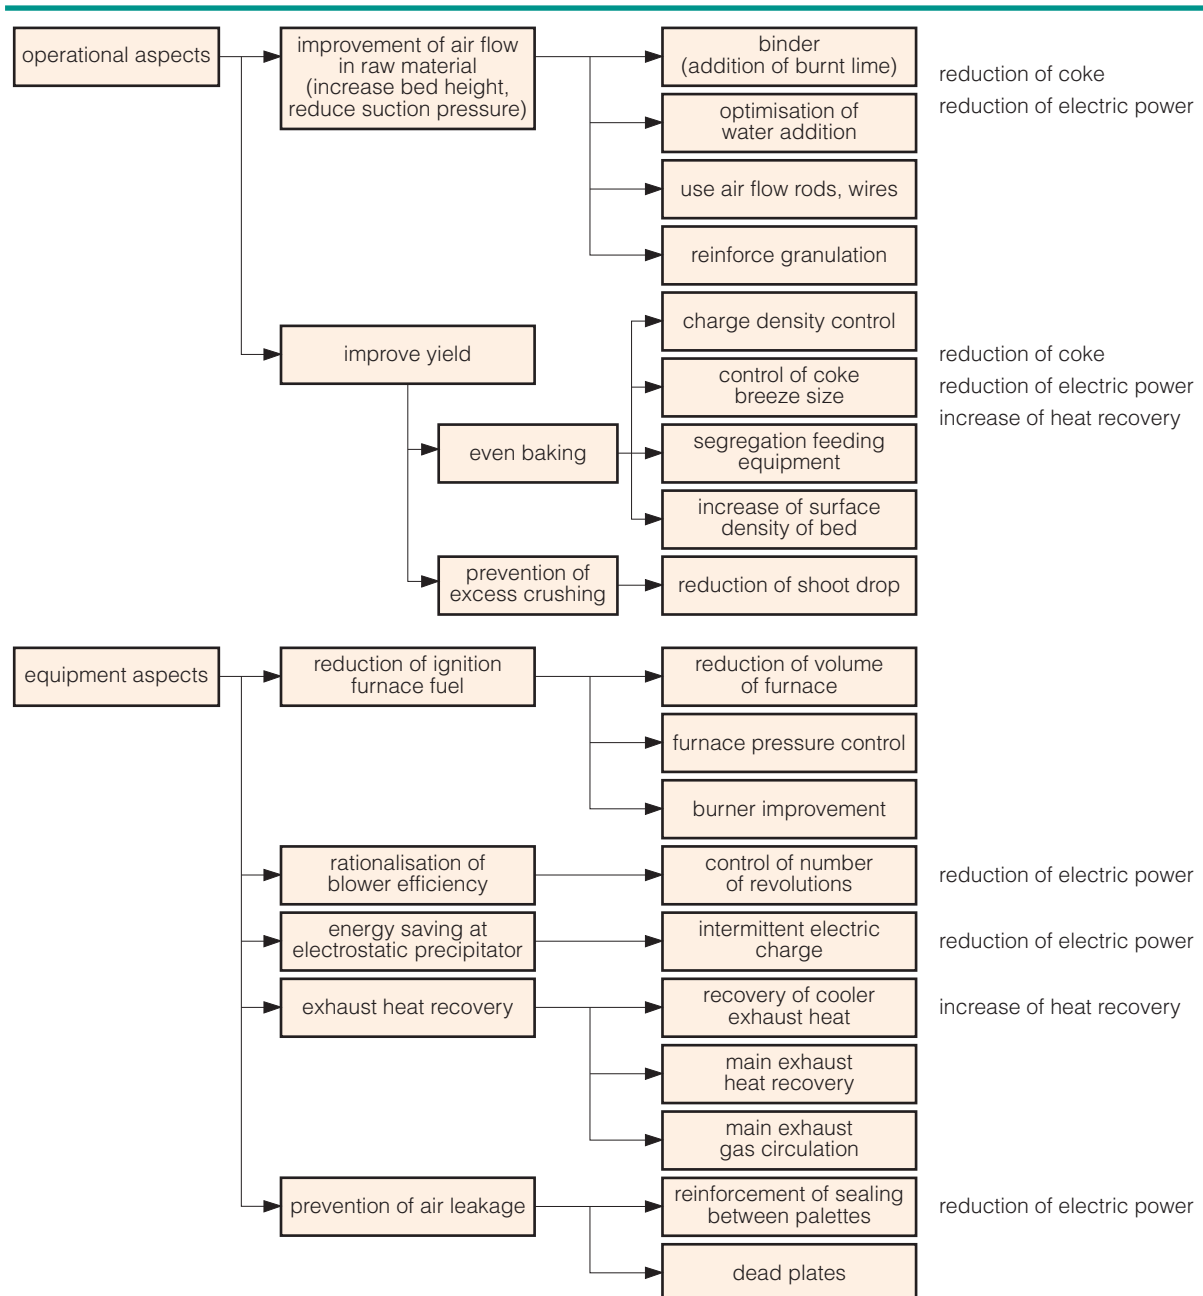 operational aspects
improvement of air flow
in raw material
(increase bed height,
reduce suction pressure)
binder
(addition of burnt lime)
reduction of coke
reduction of electric power
optimisation of
water addition
use air flow rods, wires
reinforce granulation
improve yield
even baking
charge density control
control of coke
breeze size
segregation feeding
equipment
increase of surface
density of bed
reduction of coke
reduction of electric power
increase of heat recovery
prevention of
excess crushing
reduction of shoot drop
equipment aspects
reduction of ignition
furnace fuel
reduction of volume
of furnace
furnace pressure control
burner improvement
rationalisation of
blower efficiency
control of number
of revolutions
reduction of electric power
energy saving at
electrostatic precipitator
intermittent electric
charge
reduction of electric power
exhaust heat recovery
recovery of cooler
exhaust heat
increase of heat recovery
main exhaust
heat recovery
main exhaust
gas circulation
prevention of air leakage
reinforcement of sealing
between palettes
reduction of electric power
dead plates